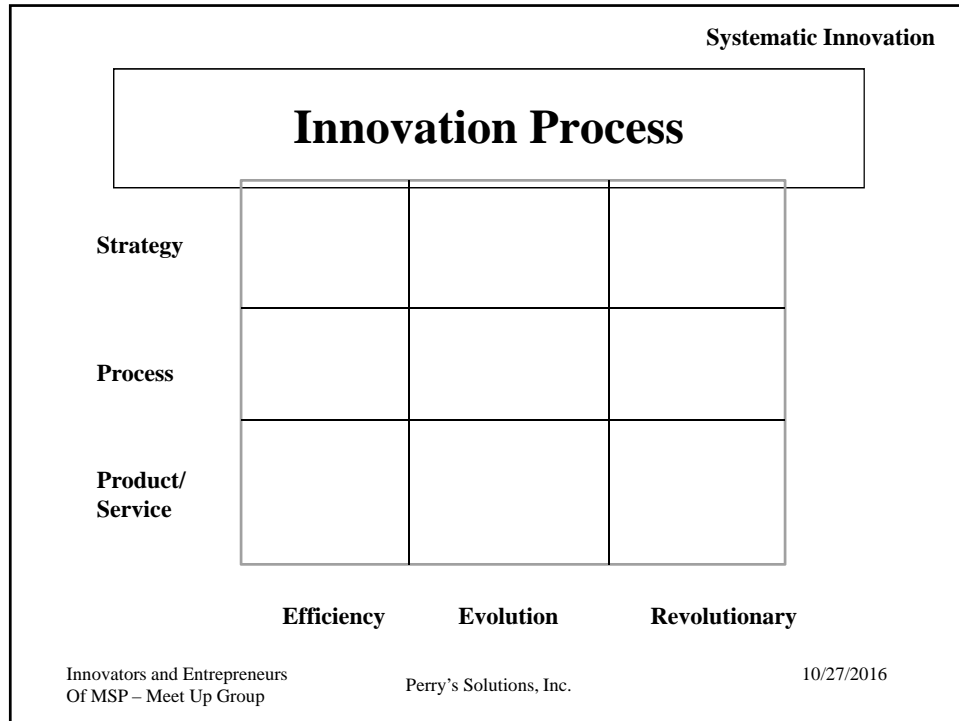 Systematic Innovation
Innovation Process
Strategy
Process
Product/
Service
Efficiency Evolution Revolutionary
Innovators and Entrepreneurs
Of MSP – Meet Up Group
Perry’s Solutions, Inc.
10/27/2016